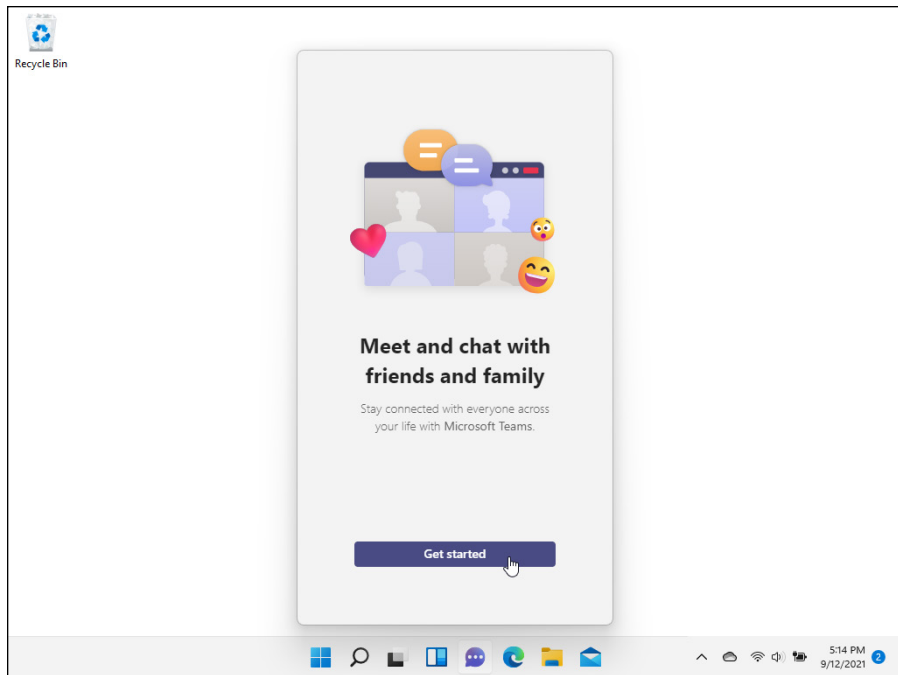 Recycle Bin
Meet and chat with
friends and family
Stay connected with everyone across
your life with Microsoft Teams.
Get started
5:14 PM
9/12/2021
2